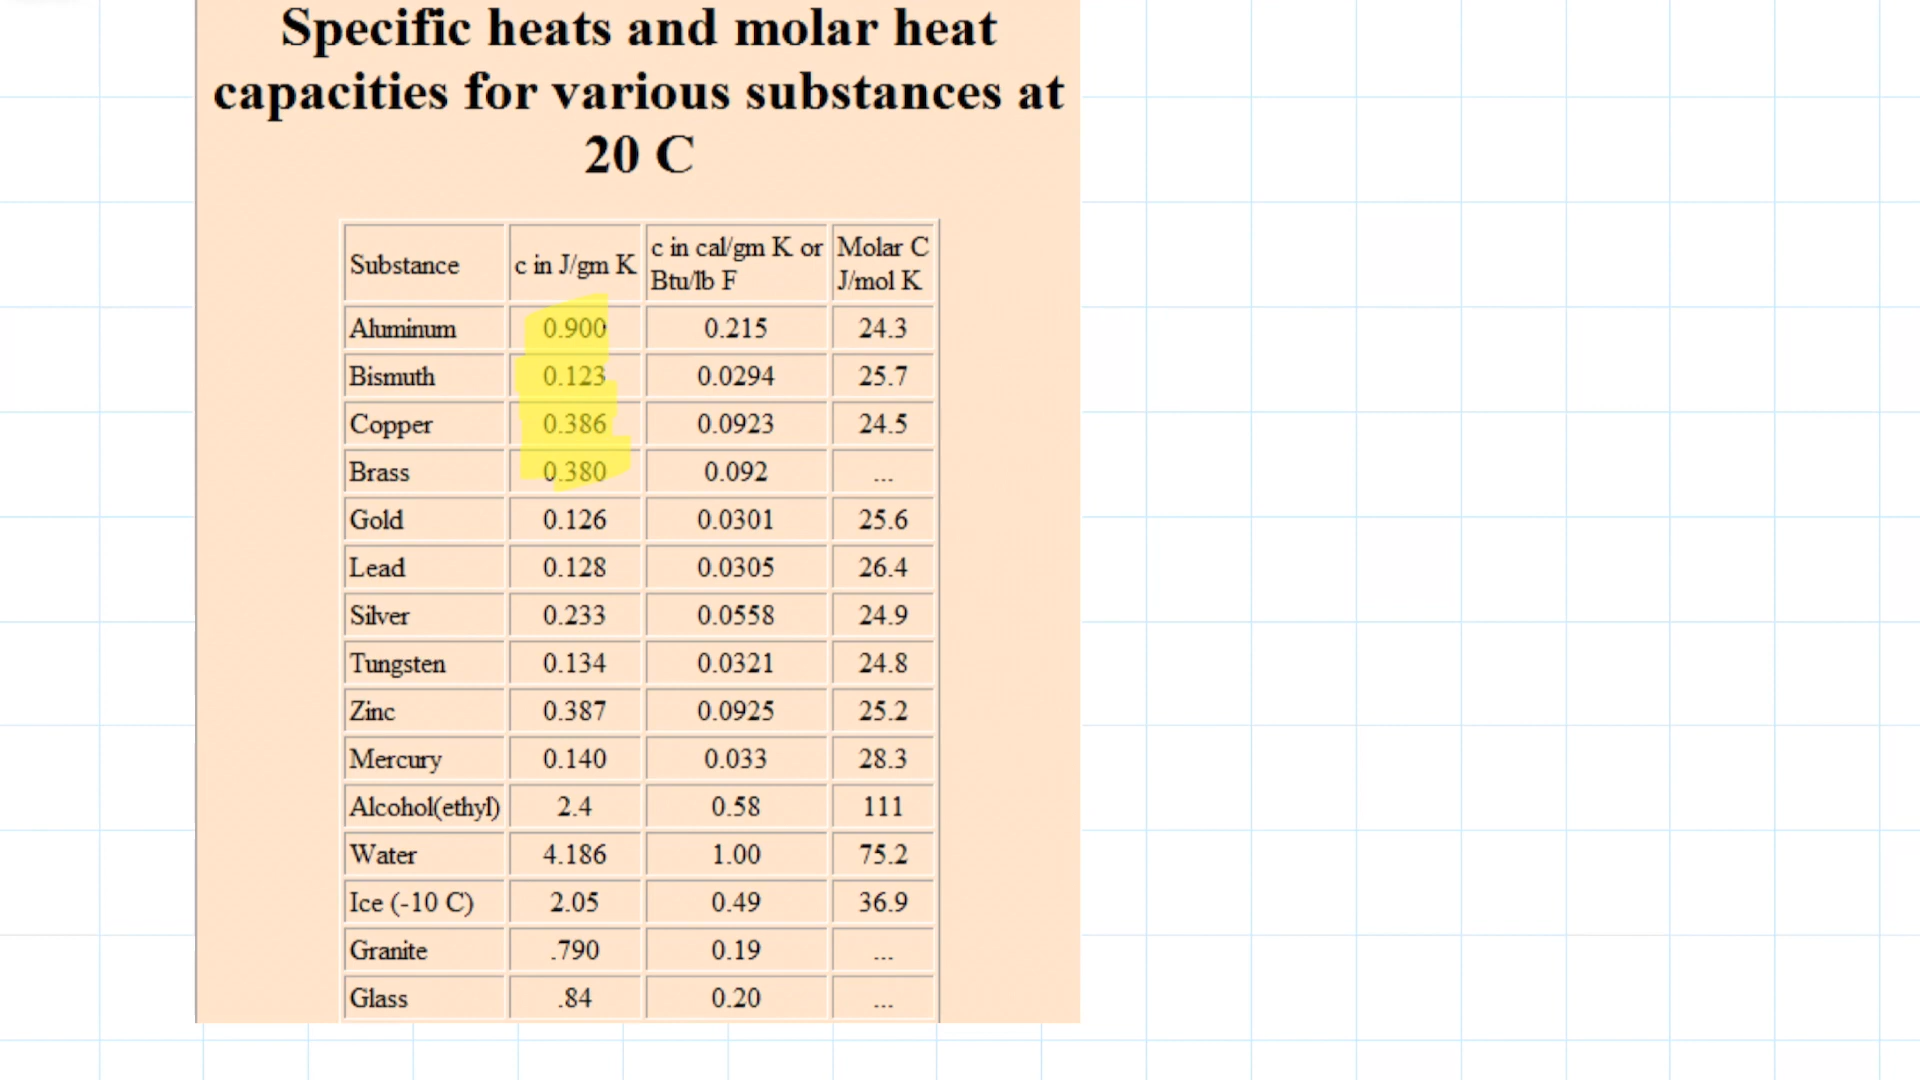 Specific heats and molar heat
capacities for various substances at
20 C
Substance c in J/gm K c in cal/gm K or Btu/lb F Molar C J/mol K
Aluminum 0.900 0.215 24.3
Bismuth 0.123 0.0294 25.7
Copper 0.386 0.0923 24.5
Brass 0.380 0.092 ...
Gold 0.126 0.0301 25.6
Lead 0.128 0.0305 26.4
Silver 0.233 0.0558 24.9
Tungsten 0.134 0.0321 24.8
Zinc 0.387 0.0925 25.2
Mercury 0.140 0.033 28.3
Alcohol(ethyl) 2.4 0.58 111
Water 4.186 1.00 75.2
Ice (-10 C) 2.05 0.49 36.9
Granite .790 0.19 ...
Glass .84 0.20 ...